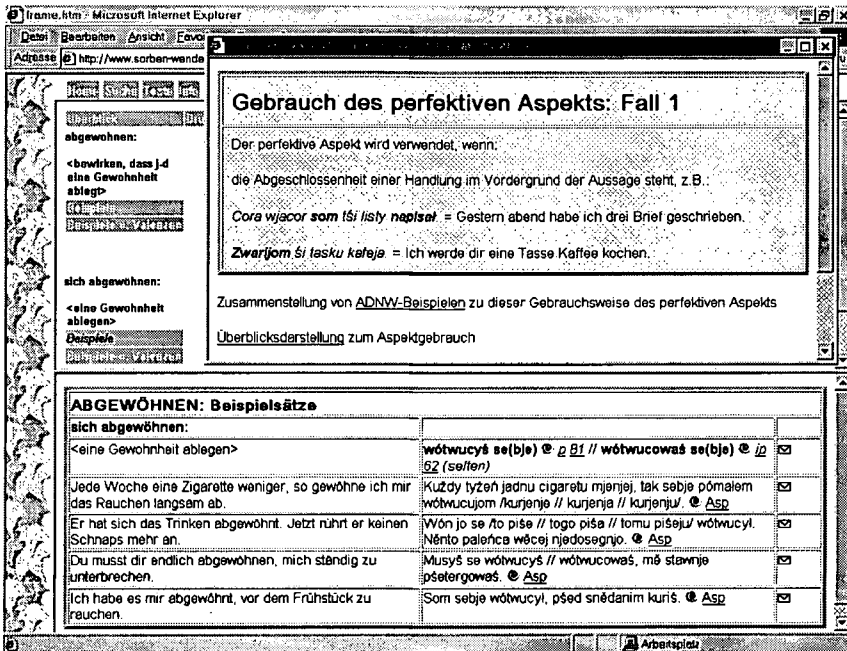 frame.htm - Microsoft Internet Explorer
Datei Bearbeiten Ansicht Favo
Adresse http://www.sorben-wende
Home Suche Texte Info
Überblick
abgewohnen:
<bewirken, dass j-d
eine Gewohnheit
ablegt>
Beispiele
Beispiele + Valenzen
sich abgewohnen:
<eine Gewohnheit
ablegen>
Beispiele
Beispiele + Valenzen
Gebrauch des perfektiven Aspekts: Fall 1
Der perfektive Aspekt wird verwendet, wenn:
die Abgeschlossenheit einer Handlung im Vordergrund der Aussage steht, z.B.:
Cora wjacor som tśi listy napisał. = Gestern abend habe ich drei Brief geschrieben.
Zwarijom śi tasku kafeja. = Ich werde dir eine Tasse Kaffee kochen.
Zusammenstellung von ADNW-Beispielen zu dieser Gebrauchsweise des perfektiven Aspekts
Überblicksdarstellung zum Aspektgebrauch
ABGEWÖHNEN: Beispielsätze
sich abgewöhnen:
<eine Gewohnheit ablegen>
wótwucyś se(bje) p 81 // wótwucowaś se(bje) ip
62 (selten)
Jede Woche eine Zigarette weniger, so gewöhne ich mir
das Rauchen langsam ab.
Kuždy tyźeń jadnu cigaretu mjenjej, tak sebje pómałem
wótwucujom /kurjenje // kurjenja // kurjenju/. Asp
Er hat sich das Trinken abgewöhnt. Jetzt rührt er keinen
Schnaps mehr an.
Wón jo se /to piśe // togo piśa // tomu piśeju/ wótwucył.
Něnto paleńca wěcej njedosegnjo. Asp
Du musst dir endlich abgewöhnen, mich ständig zu
unterbrechen.
Musyš se wótwucyś // wótwucowaś, mě stawnje
pśetergowaś. Asp
Ich habe es mir abgewöhnt, vor dem Frühstück zu
rauchen.
Som sebje wótwucył, pśed snědanim kuriś. Asp
Arbeitsplatz